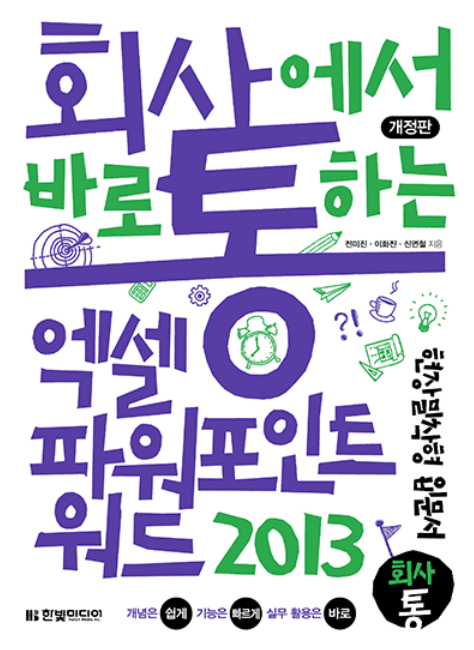 회사에서
개정판
바로 통하는
전미진 · 이화진 · 신면철 지음
엑셀
?!
파워포인트
워드 2013
현장밀착형 입문서
회사
통
한빛미디어
Hanbit Media, Inc.
개념은 쉽게 기능은 빠르게 실무 활용은 바로